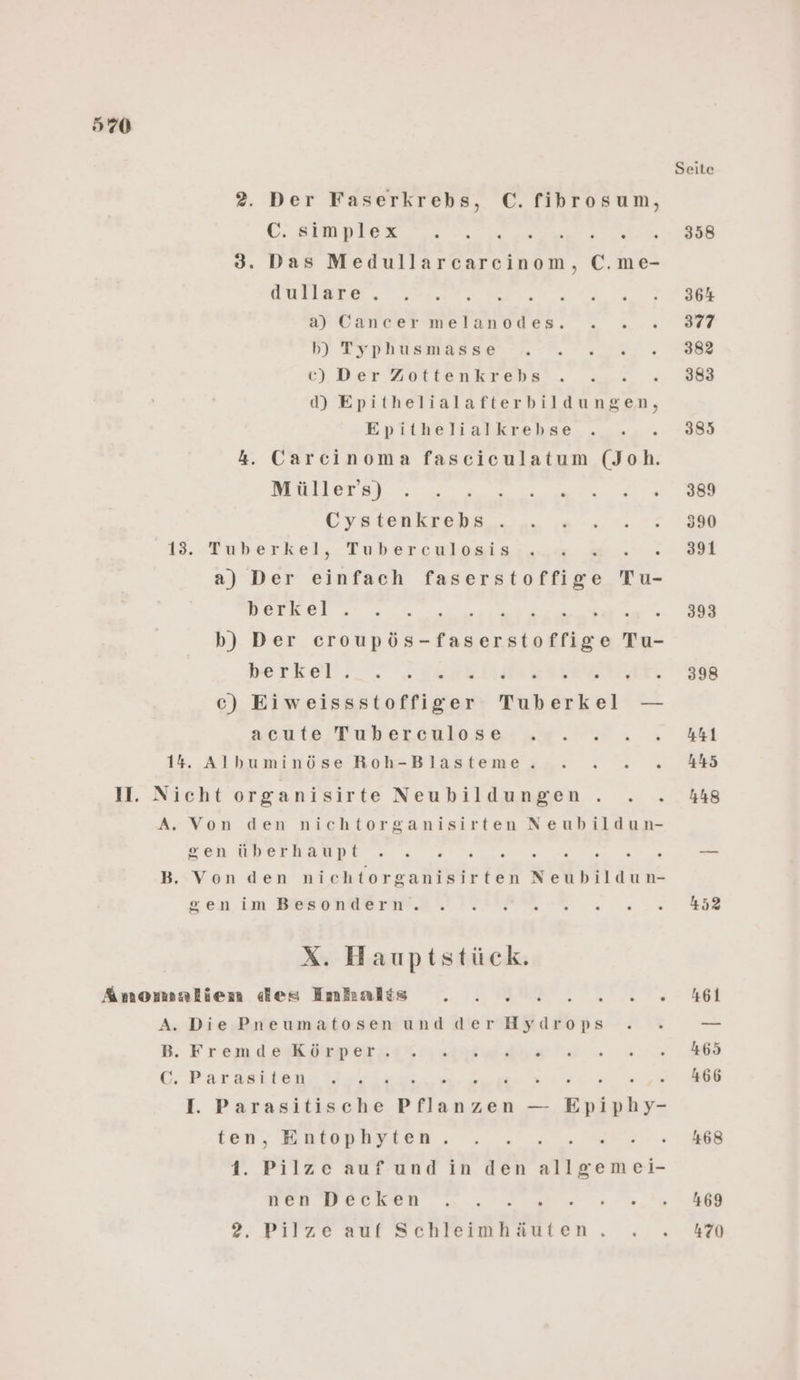 570
Seite
2. Der Faserkrebs, C. fibrosum,
C. simplex . . . . . . . . . 358
3. Das Medullarcarcinom, C. me-
dullare . . . . . . . . . . 364
a) Cancer melanodes. . . . 377
b) Typhusmasse . . . . . . 382
c) Der Zottenkrebs . . . . 383
d) Epithelialafterbildungen,
Epithelialkrebse . . . 385
4. Carcinoma fasciculatum (Joh.
Müller's) . . . . . . . . . 389
Cystenkrebs . . . . . . . 390
13. Tuberkel, Tuberculosis . . . . . 391
a) Der einfach faserstoffige Tu-
berkel . . . . . . . . . . . 393
b) Der croupös-faserstoffige Tu-
berkel . . . . . . . . . . . 398
c) Eiweissstoffiger Tuberkel —
acute Tuberculose . . . . . 441
14. Albuminöse Roh-Blasteme . . . . . 445
II. Nicht organisirte Neubildungen . . . 448
A. Von den nichtorganisirten Neubildun-
gen überhaupt . . . . . . . . . —
B. Von den nichtorganisirten Neubildun-
gen im Besondern . . . . . . . . . 452
X. Hauptstück.
Anomalien des Inhalts . . . . . . . . 461
A. Die Pneumatosen und der Hydrops . . —
B. Fremde Körper . . . . . . . . . . 465
C. Parasiten . . . . . . . . . . . . 466
I. Parasitische Pflanzen — Epiphy-
ten, Entophyten . . . . . . . . 468
1. Pilze auf und in den allgemei-
nen Decken . . . . . . . . . 469
2. Pilze auf Schleimhäuten . . . 470